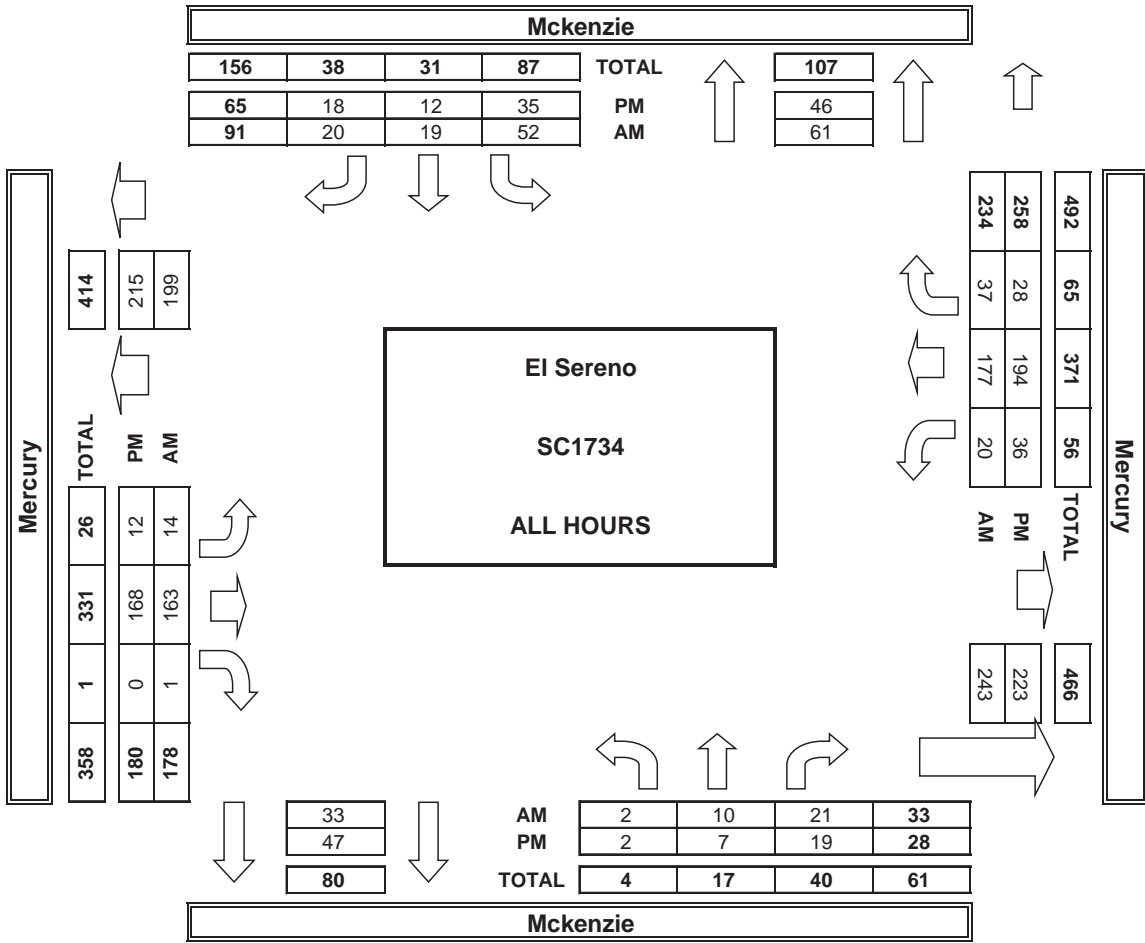 Mckenzie
156 38 31 87 TOTAL 107
65 18 12 35 PM 46
91 20 19 52 AM 61
Mercury
414
215
199
TOTAL
PM
AM
26 331 1 358
12 168 0 180
14 163 1 178
El Sereno
SC1734
ALL HOURS
492 65 371 56 TOTAL
258 28 194 36 PM
234 37 177 20 AM
466
223
243
Mercury
33 AM 2 10 21 33
47 PM 2 7 19 28
80 TOTAL 4 17 40 61
Mckenzie